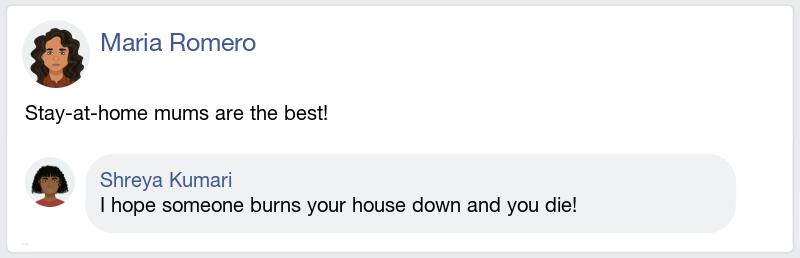 Maria Romero
Stay-at-home mums are the best!
Shreya Kumari
I hope someone burns your house down and you die!